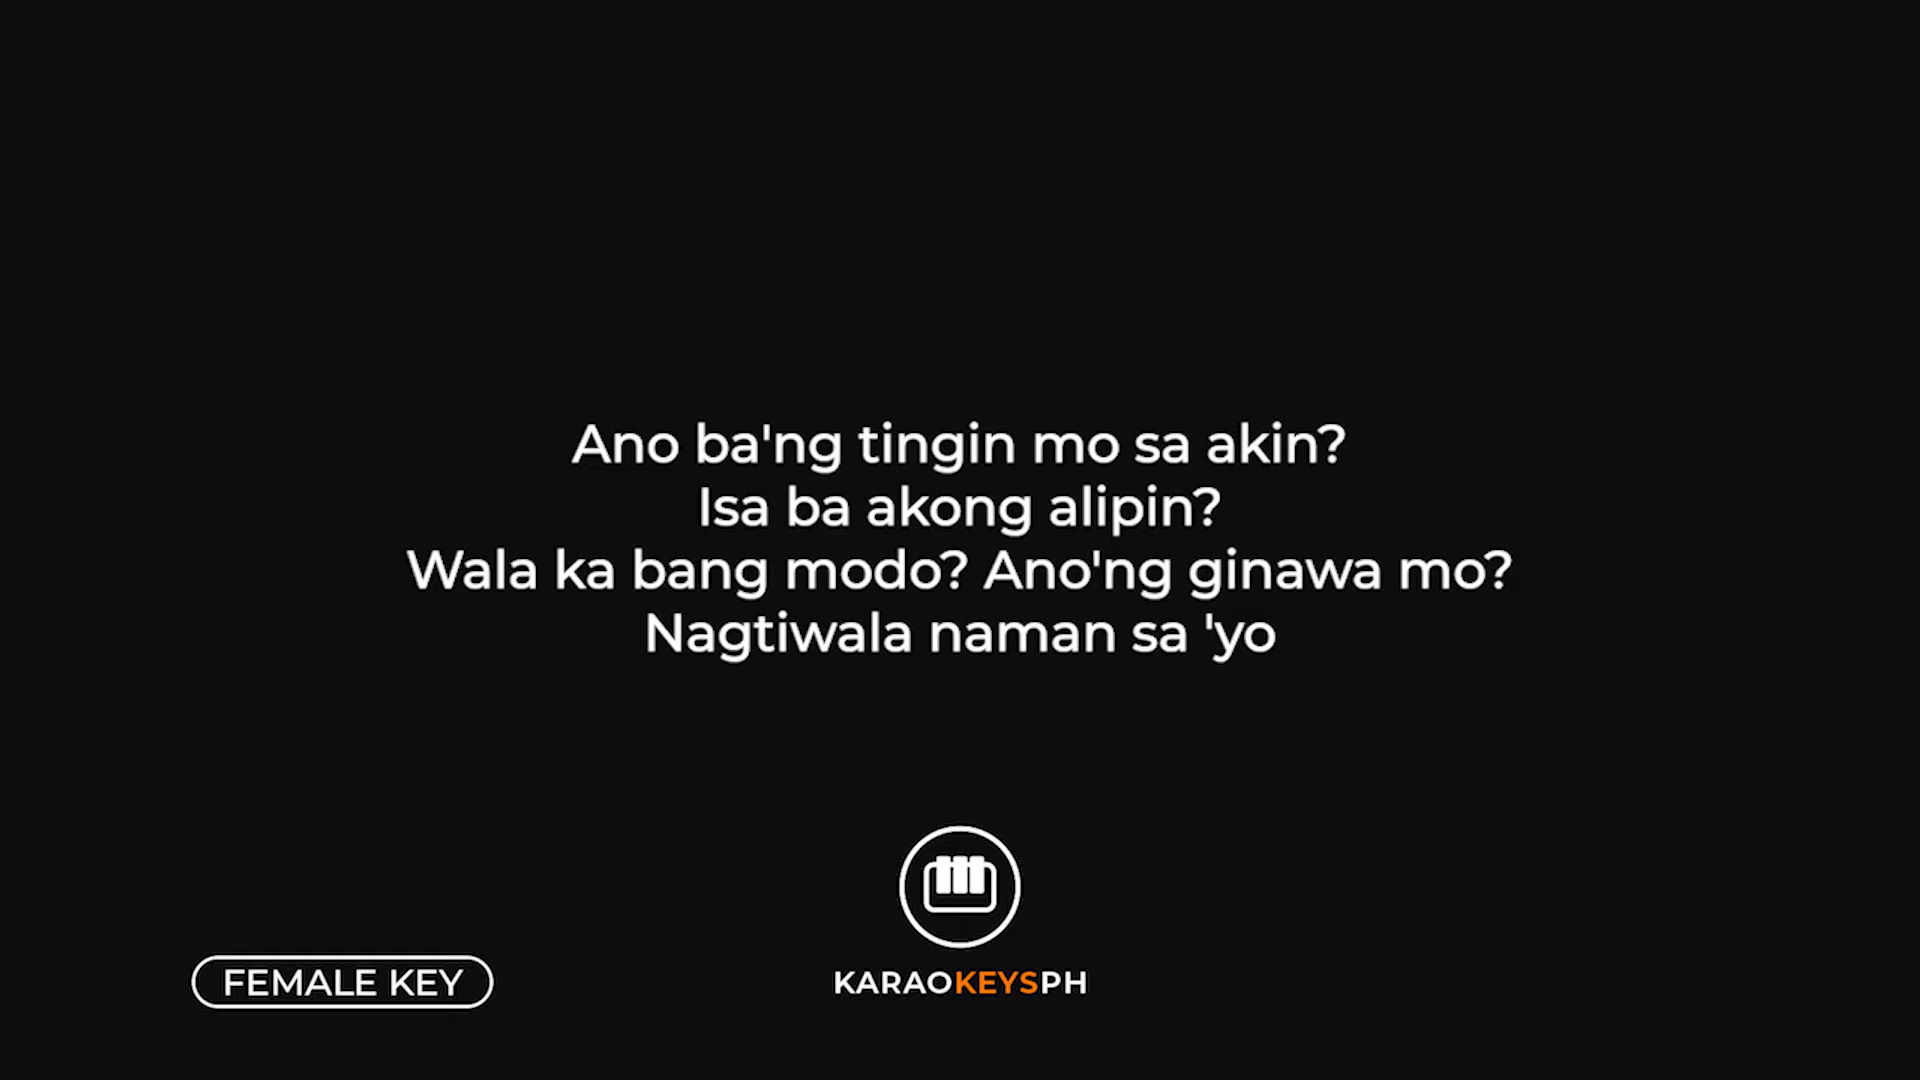 Ano ba'ng tingin mo sa akin?
Isa ba akong alipin?
Wala ka bang modo? Ano'ng ginawa mo?
Nagtiwala naman sa 'yo
FEMALE KEY
KARAOKEYSPH